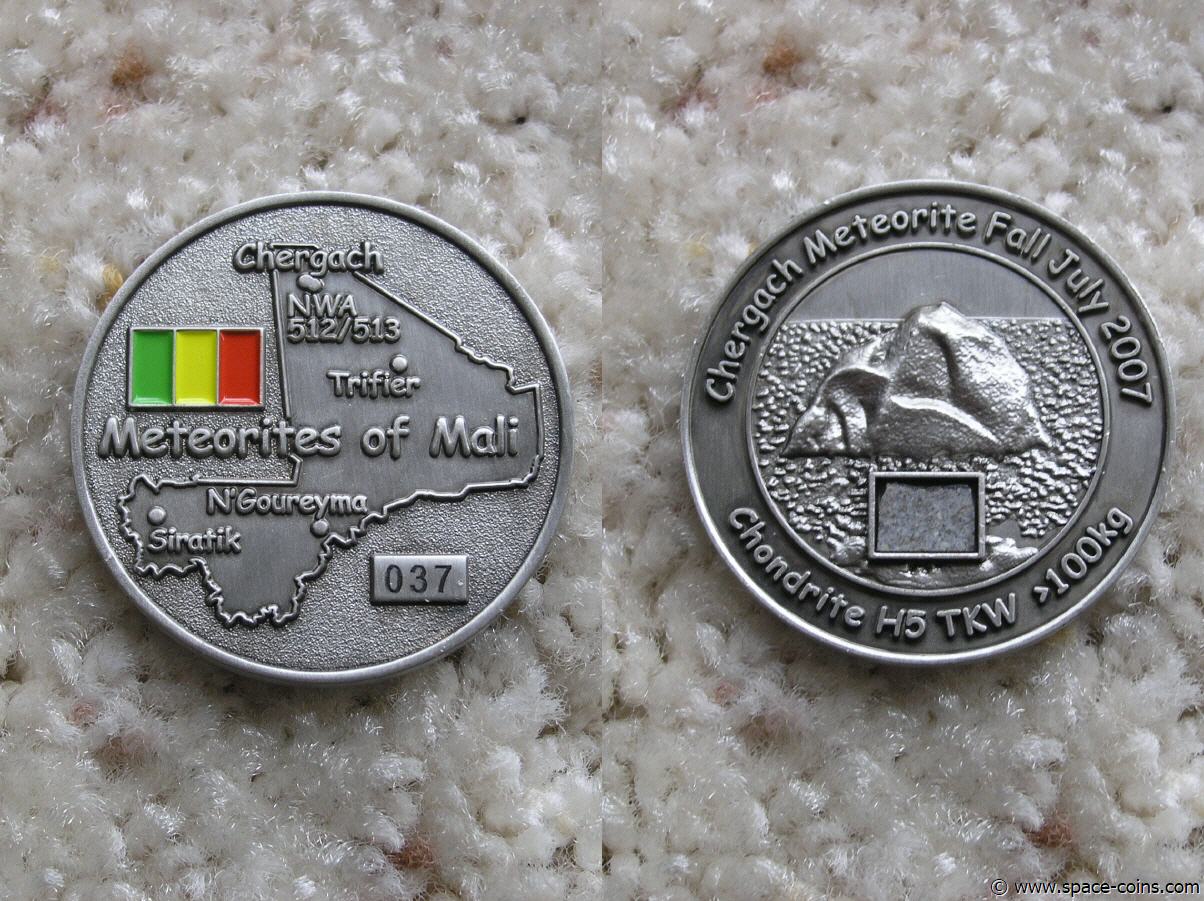 Chergach
NWA
512/513
Trifier
Meteorites of Mali
N'Goureyma
Siratik
037
Chergach Meteorite Fall July 2007
Chondrite H5 TKW >100kg
© www.space-coins.com